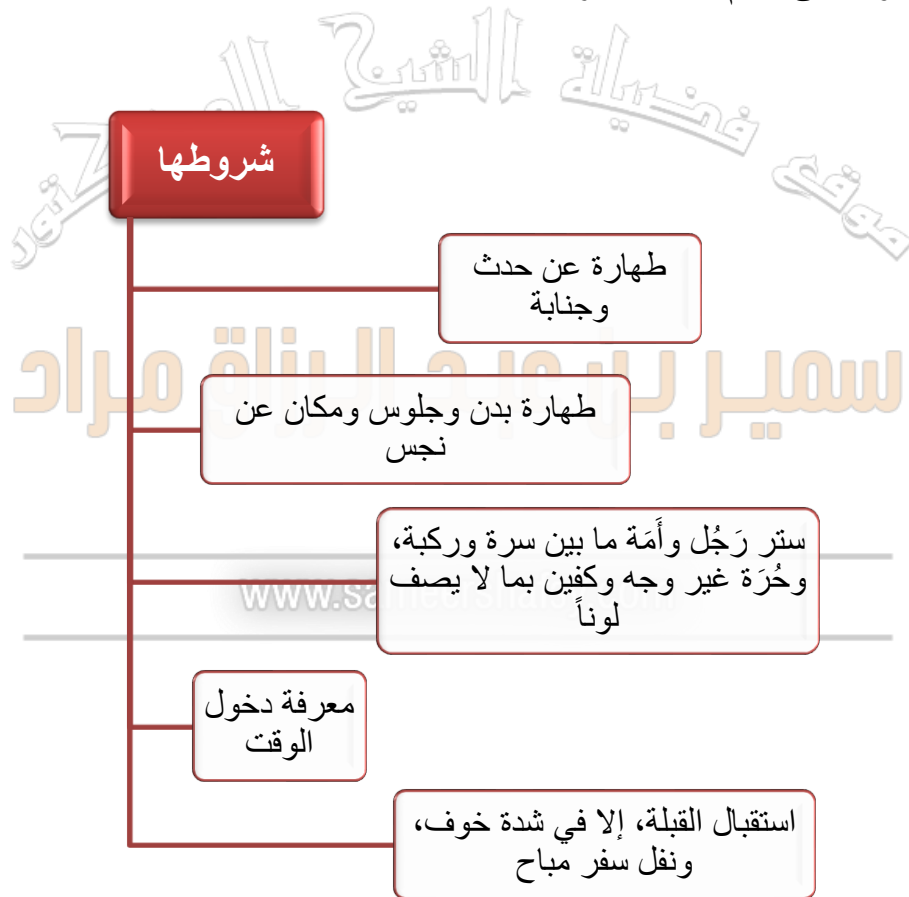 فضيلة الشيخ
موقع
شروطها
طهارة عن حدث
وجنابة
طهارة بدن وجلوس ومكان عن
نجس
ستر رَجُل وأَمَة ما بين سرة وركبة،
وحُرَة غير وجه وكفين بما لا يصف
لوناً
معرفة دخول
الوقت
استقبال القبلة، إلا في شدة خوف،
ونفل سفر مباح
سمير
مراد